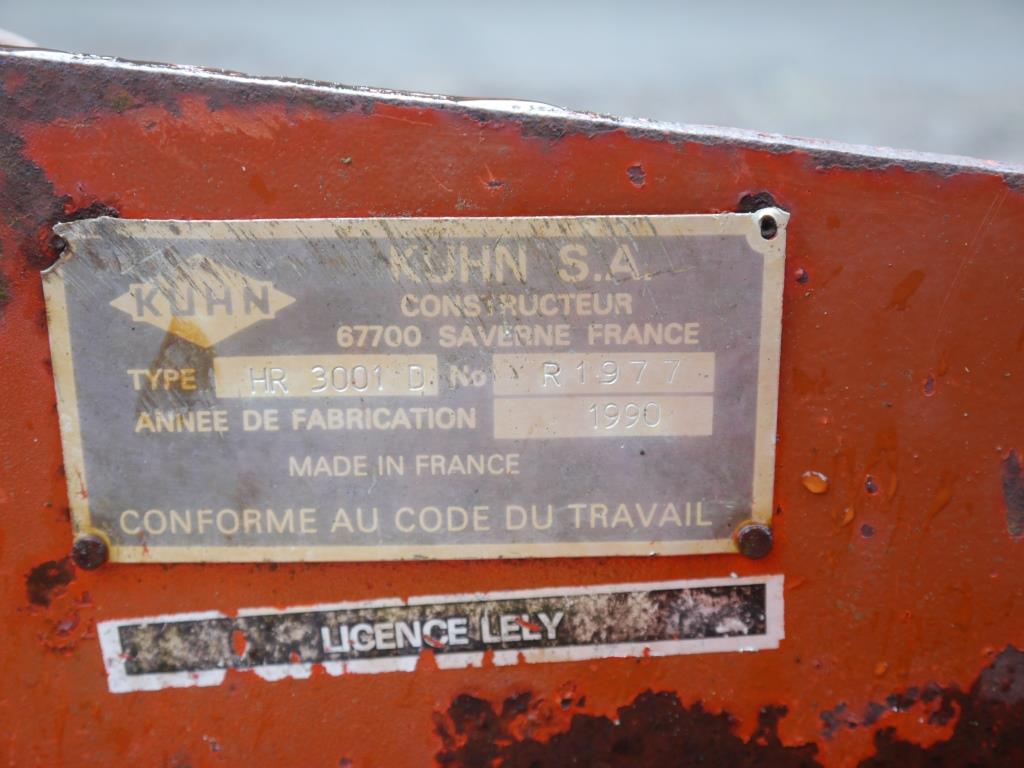 KUHN
KUHN S.A.
CONSTRUCTEUR
67700 SAVERNE FRANCE
TYPE HR 3001 D No R1977
ANNEE DE FABRICATION 1990
MADE IN FRANCE
CONFORME AU CODE DU TRAVAIL
LICENCE LELY